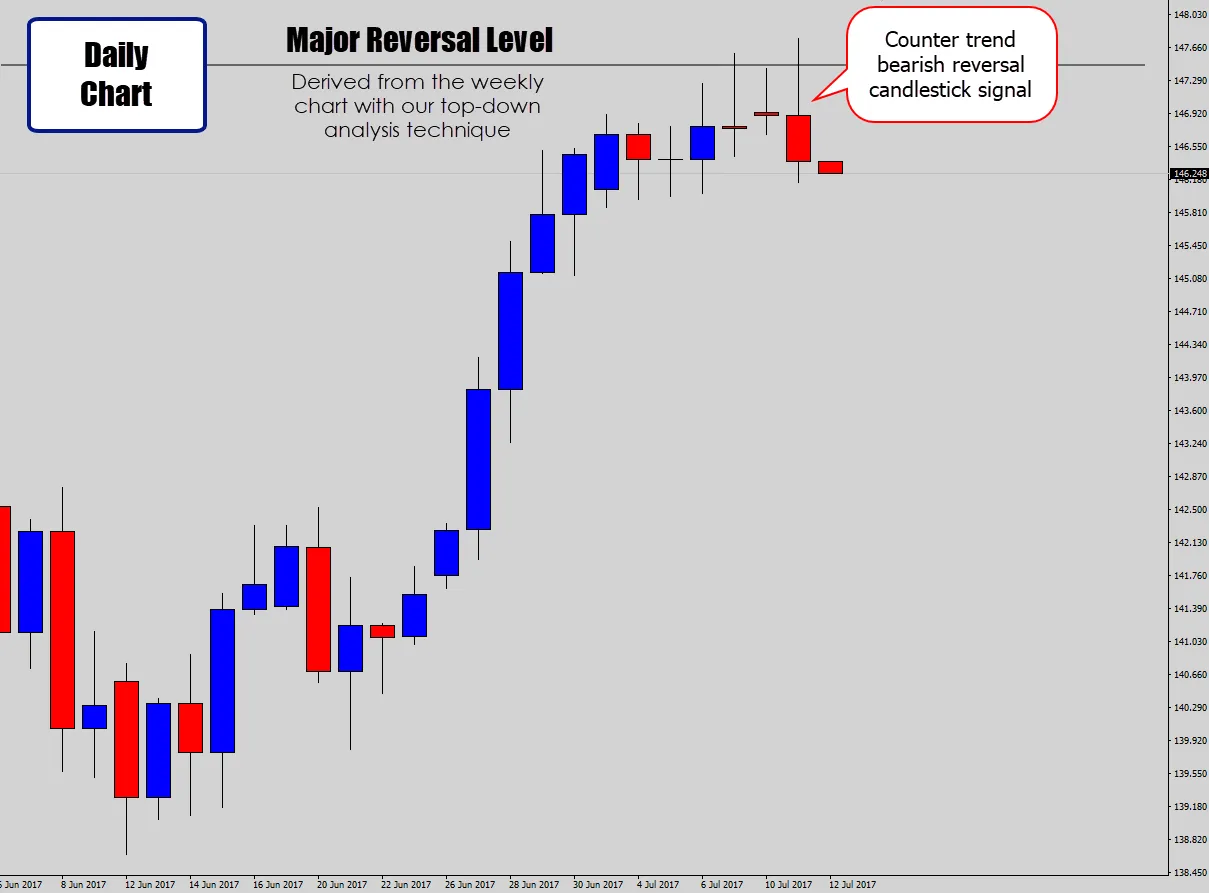 Daily
Chart
Major Reversal Level
Derived from the weekly
chart with our top-down
analysis technique
Counter trend
bearish reversal
candlestick signal
148.030
147.660
147.290
146.920
146.550
146.248
145.810
145.450
145.080
144.710
144.340
143.970
143.600
143.240
142.870
142.500
142.130
141.760
141.390
141.030
140.660
140.290
139.920
139.550
139.180
138.820
138.450
Jun 2017 8 Jun 2017 12 Jun 2017 14 Jun 2017 16 Jun 2017 20 Jun 2017 22 Jun 2017 26 Jun 2017 28 Jun 2017 30 Jun 2017 4 Jul 2017 6 Jul 2017 10 Jul 2017 12 Jul 2017